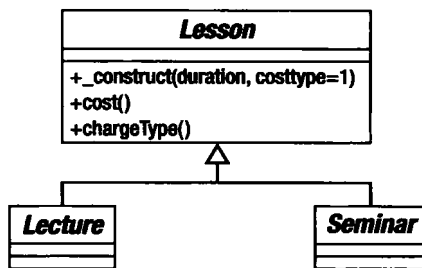 Lesson
+_construct(duration, costtype=1)
+cost()
+chargeType()
Lecture
Seminar